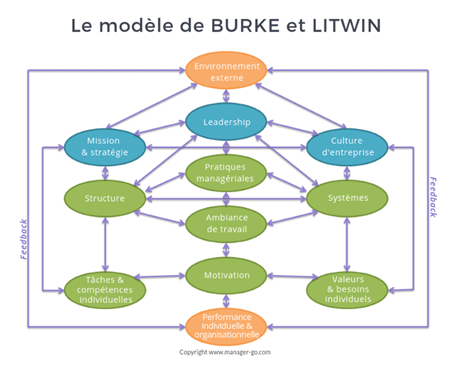 Le modèle de BURKE et LITWIN
Environnement
externe
Leadership
Mission
& stratégie
Culture
d'entreprise
Pratiques
managériales
Structure
Systèmes
Ambiance
de travail
Feedback
Feedback
Motivation
Tâches &
compétences
individuelles
Valeurs
& besoins
individuels
Performance
individuelle &
organisationnelle
Copyright www.manager-go.com